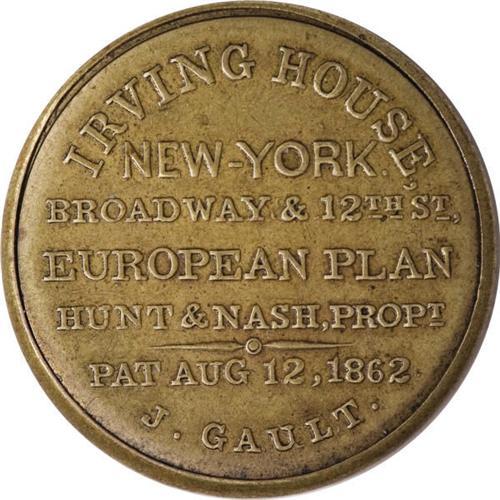 IRVING HOUSE,
NEW-YORK.
BROADWAY & 12TH ST,
EUROPEAN PLAN
HUNT & NASH, PROPT
PAT AUG 12, 1862.
J. GAULT.